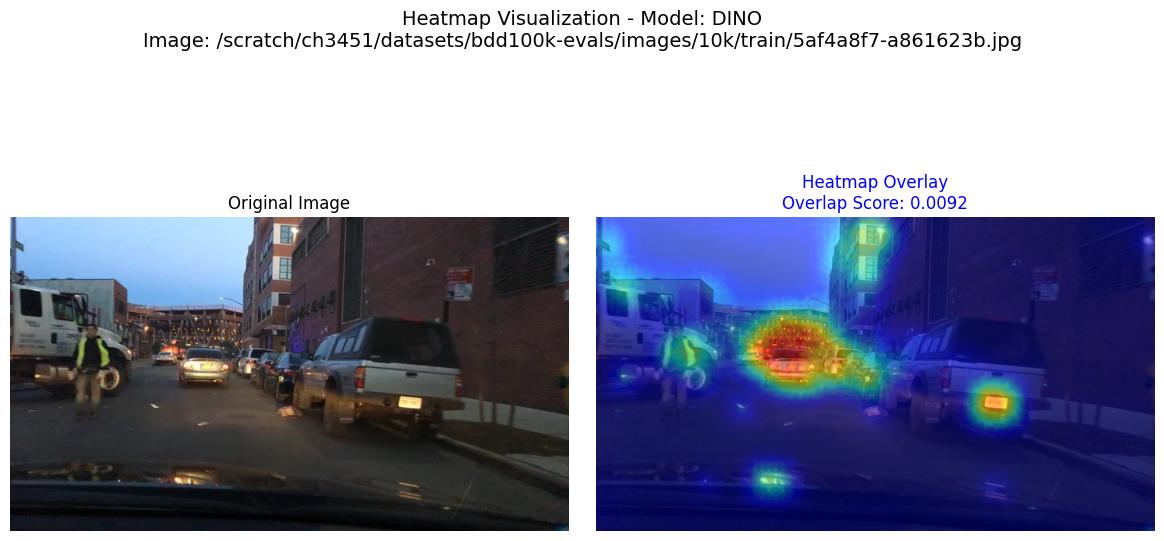 Heatmap Visualization - Model: DINO
Image: /scratch/ch3451/datasets/bdd100k-evals/images/10k/train/5af4a8f7-a861623b.jpg
Original Image
Heatmap Overlay
Overlap Score: 0.0092